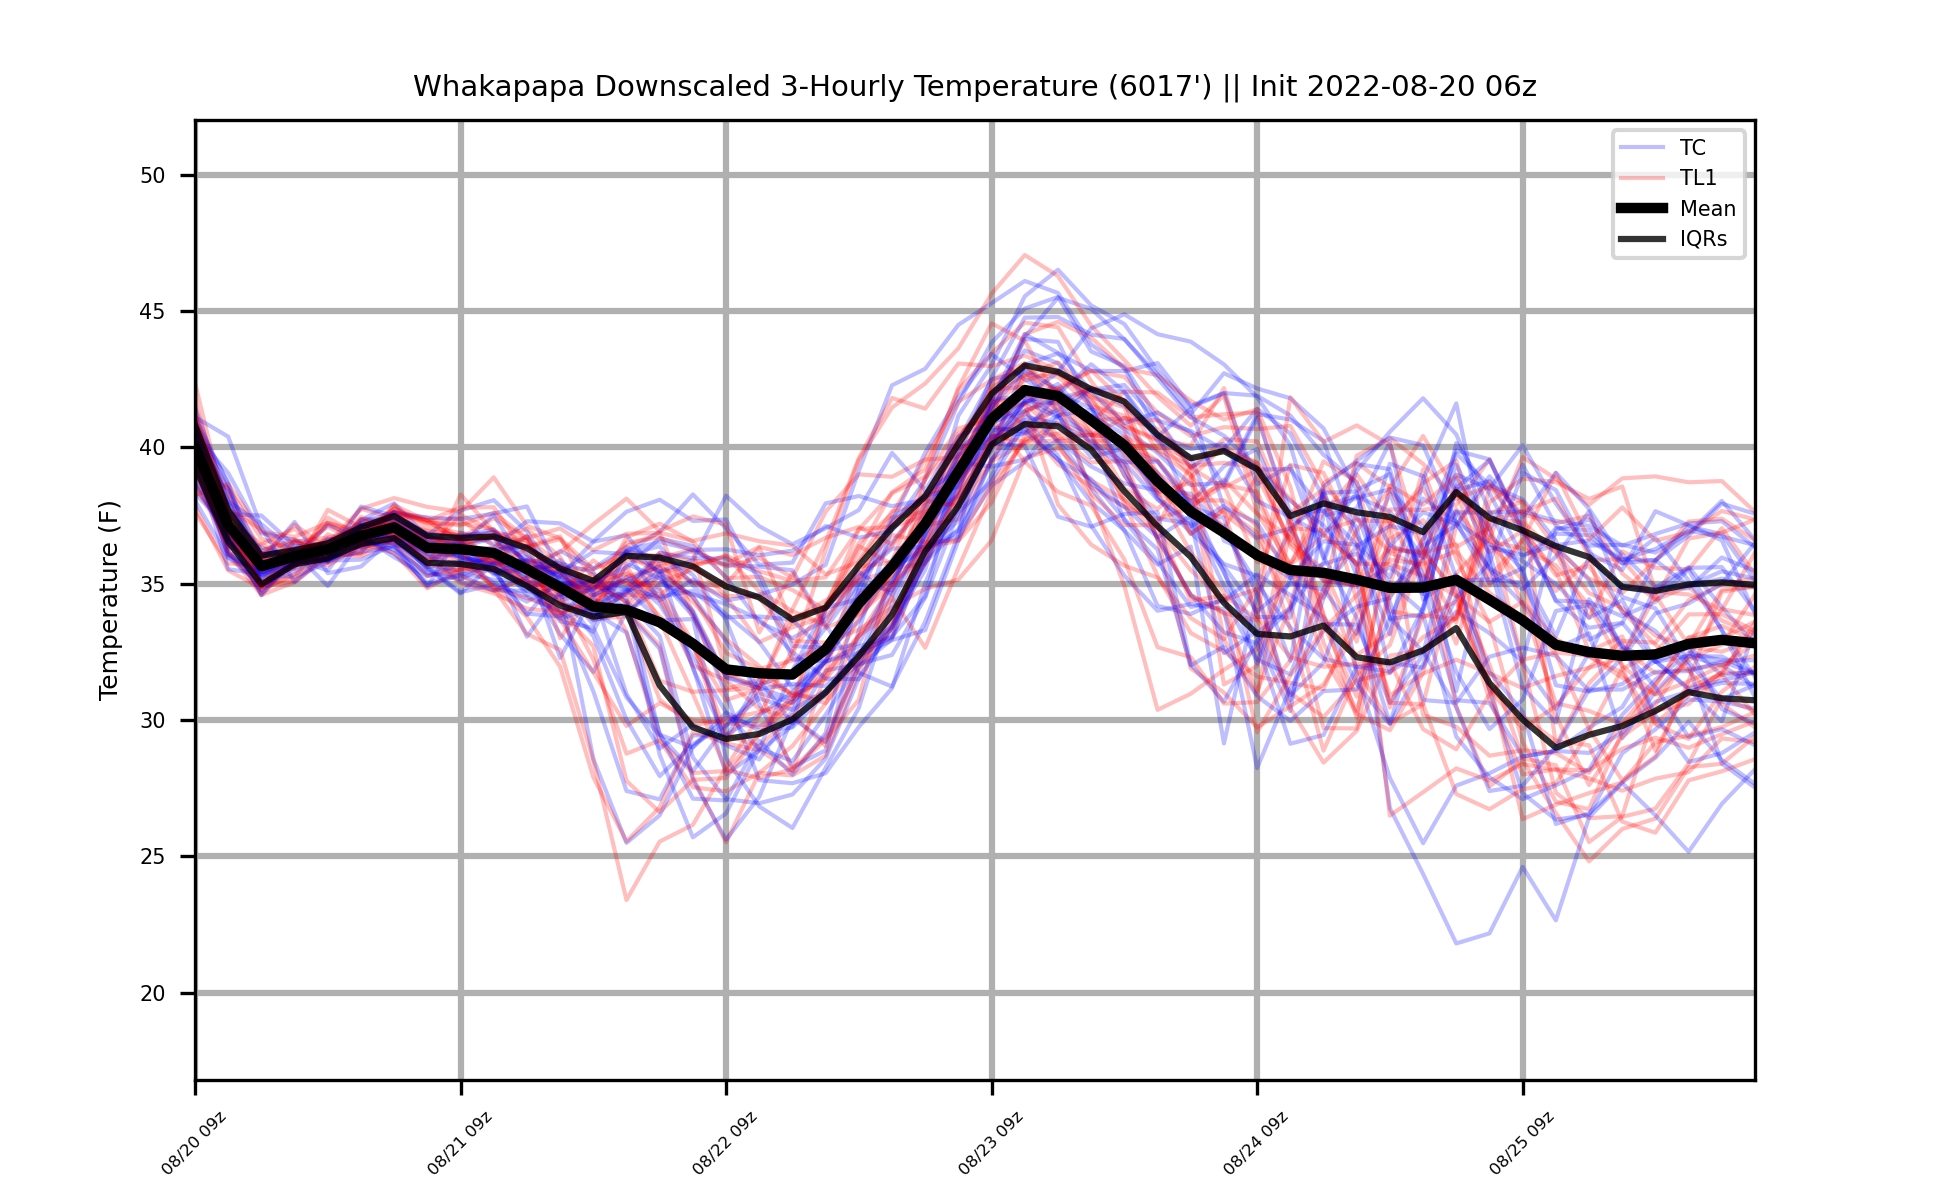 Whakapapa Downscaled 3-Hourly Temperature (6017') || Init 2022-08-20 06z
TC
TL1
Mean
IQRs
Temperature (F)
50
45
40
35
30
25
20
08/20 09z
08/21 09z
08/22 09z
08/23 09z
08/24 09z
08/25 09z